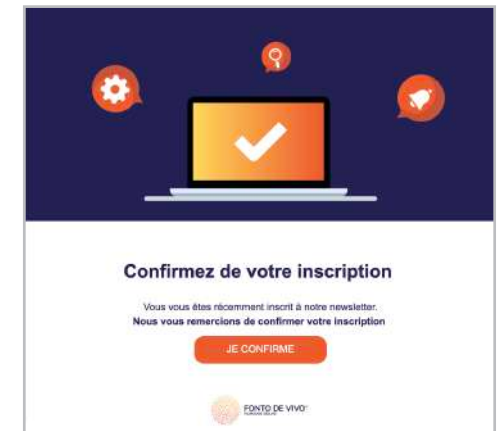 Confirmez de votre inscription
Vous vous êtes récemment inscrit à notre newsletter.
Nous vous remercions de confirmer votre inscription
JE CONFIRME
FONTO DE VIVO